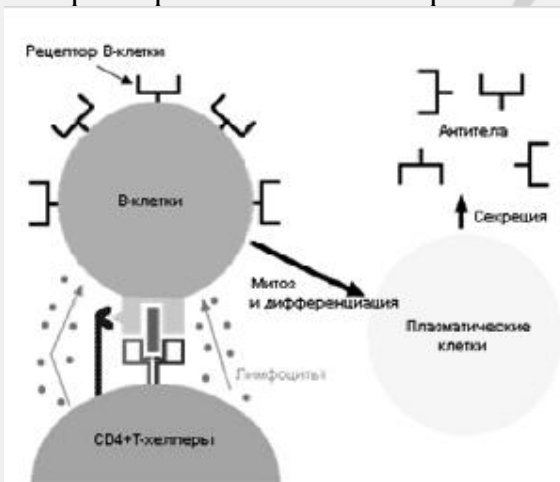 Рецептор В-клетки
В-клетки
Антитела
Секреция
Митоз
и дифференциация
Плазматические
клетки
Лимфоциты
CD4+Т-хелперы